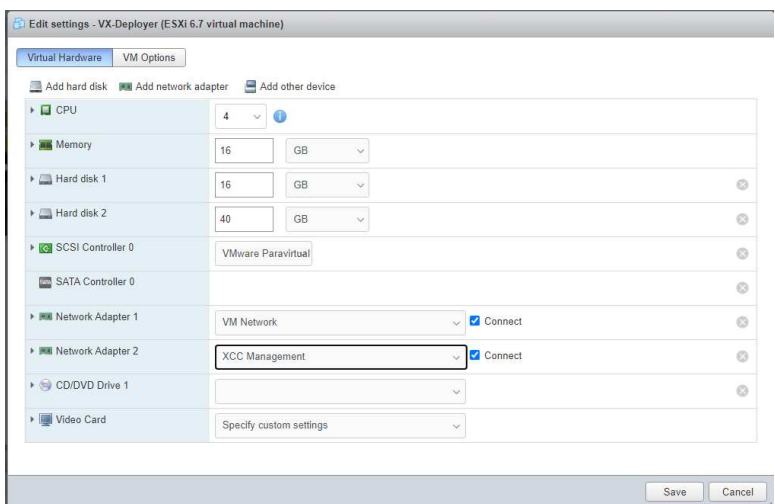 Edit settings - VX-Deployer (ESXi 6.7 virtual machine)
Virtual Hardware VM Options
Add hard disk Add network adapter Add other device
CPU 4
Memory 16 GB
Hard disk 1 16 GB
Hard disk 2 40 GB
SCSI Controller 0 VMware Paravirtual
SATA Controller 0
Network Adapter 1 VM Network Connect
Network Adapter 2 XCC Management Connect
CD/DVD Drive 1
Video Card Specify custom settings
Save Cancel